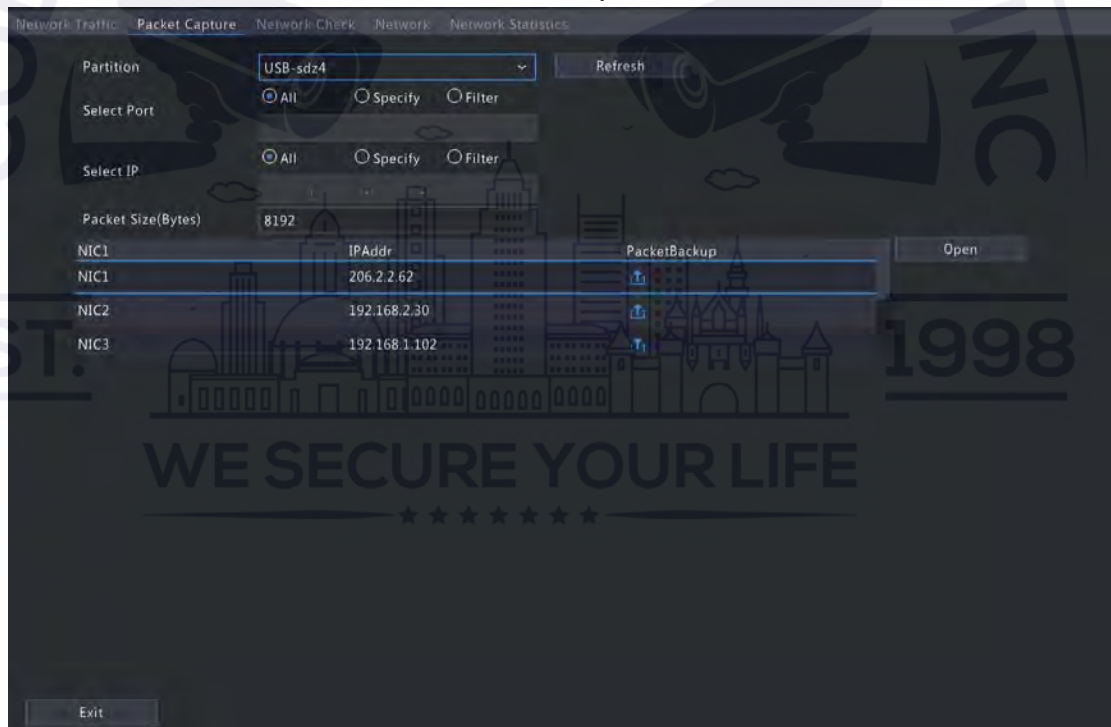 Network Traffic Packet Capture Network Check Network Network Statistics
Partition USB-sdz4 Refresh
All Specify Filter
Select Port
All Specify Filter
Select IP
Packet Size(Bytes) 8192
NIC1 IPAddr PacketBackup Open
NIC1 206.2.2.62
NIC2 192.168.2.30
NIC3 192.168.1.102
ST. 1998
INC
WE SECURE YOUR LIFE
Exit